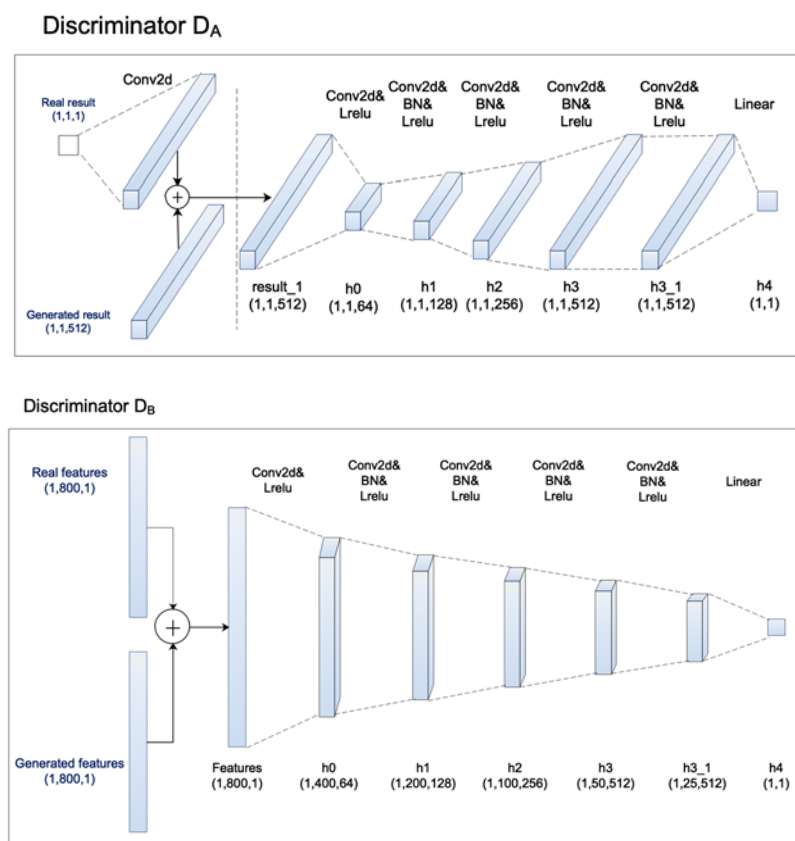 Discriminator DA
Conv2d
Real result
(1,1,1)
Conv2d&
Lrelu
Conv2d&
BN&
Lrelu
Conv2d&
BN&
Lrelu
Conv2d&
BN&
Lrelu
Conv2d&
BN&
Lrelu
Linear
+
Generated result
(1,1,512)
result_1
(1,1,512)
h0
(1,1,64)
h1
(1,1,128)
h2
(1,1,256)
h3
(1,1,512)
h3_1
(1,1,512)
h4
(1,1)
Discriminator DB
Real features
(1,800,1)
Conv2d&
Lrelu
Conv2d&
BN&
Lrelu
Conv2d&
BN&
Lrelu
Conv2d&
BN&
Lrelu
Conv2d&
BN&
Lrelu
Linear
+
Generated features
(1,800,1)
Features
(1,800,1)
h0
(1,400,64)
h1
(1,200,128)
h2
(1,100,256)
h3
(1,50,512)
h3_1
(1,25,512)
h4
(1,1)